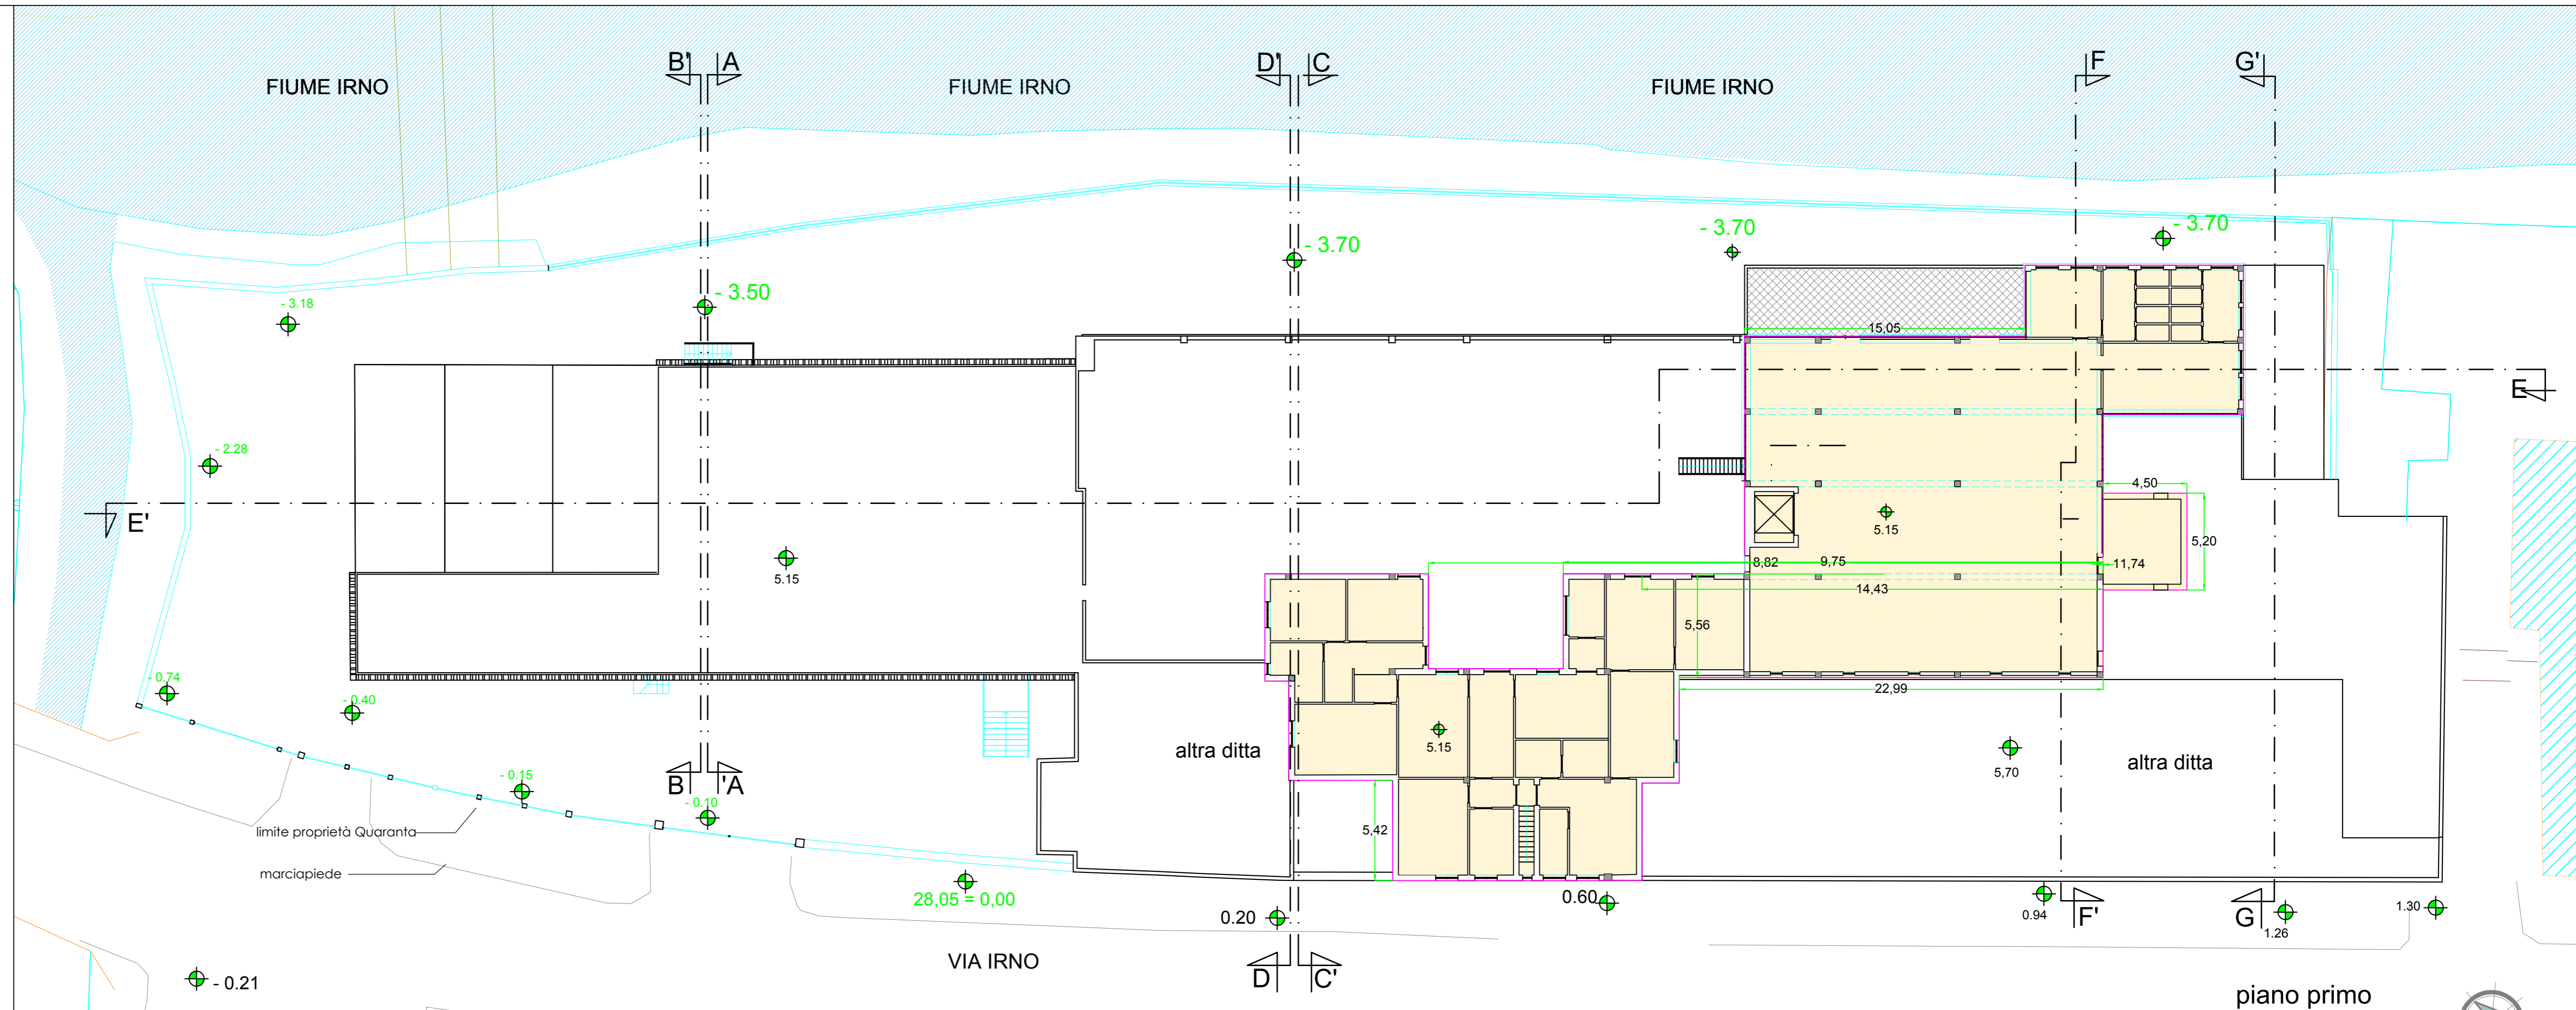 B'
A
D'
C
F
G'
FIUME IRNO
FIUME IRNO
FIUME IRNO
- 3.70
- 3.70
- 3.70
- 3.50
- 3.18
15,05
E
- 2.28
4,50
E'
5.15
5.15
5,20
8,82
9,75
11,74
14,43
5,56
- 0.74
22,99
- 0.40
5.15
altra ditta
5,70
altra ditta
- 0.15
B
'A
- 0.10
limite proprietà Quaranta
5,42
marciapiede
28,05 = 0,00
0.60
0.20
0.94
F'
G
1.26
1.30
VIA IRNO
D
C'
- 0.21
piano primo